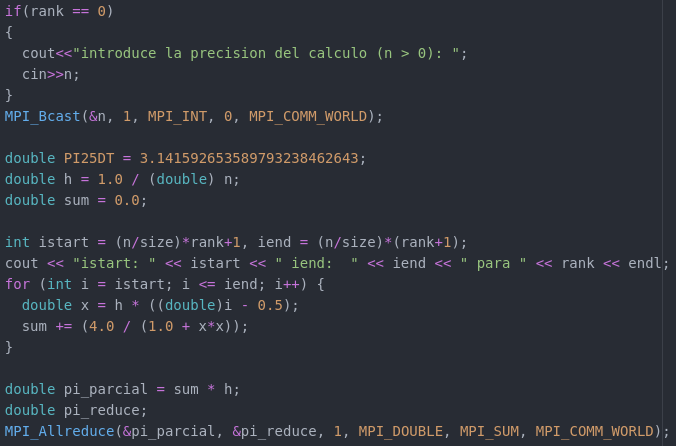 if(rank == 0)
{
  cout<<"introduce la precision del calculo (n > 0): ";
  cin>>n;
}
MPI_Bcast(&n, 1, MPI_INT, 0, MPI_COMM_WORLD);

double PI25DT = 3.141592653589793238462643;
double h = 1.0 / (double) n;
double sum = 0.0;

int istart = (n/size)*rank+1, iend = (n/size)*(rank+1);
cout << "istart: " << istart << " iend:  " << iend << " para " << rank << endl;
for (int i = istart; i <= iend; i++) {
  double x = h * ((double)i - 0.5);
  sum += (4.0 / (1.0 + x*x));
}

double pi_parcial = sum * h;
double pi_reduce;
MPI_Allreduce(&pi_parcial, &pi_reduce, 1, MPI_DOUBLE, MPI_SUM, MPI_COMM_WORLD);